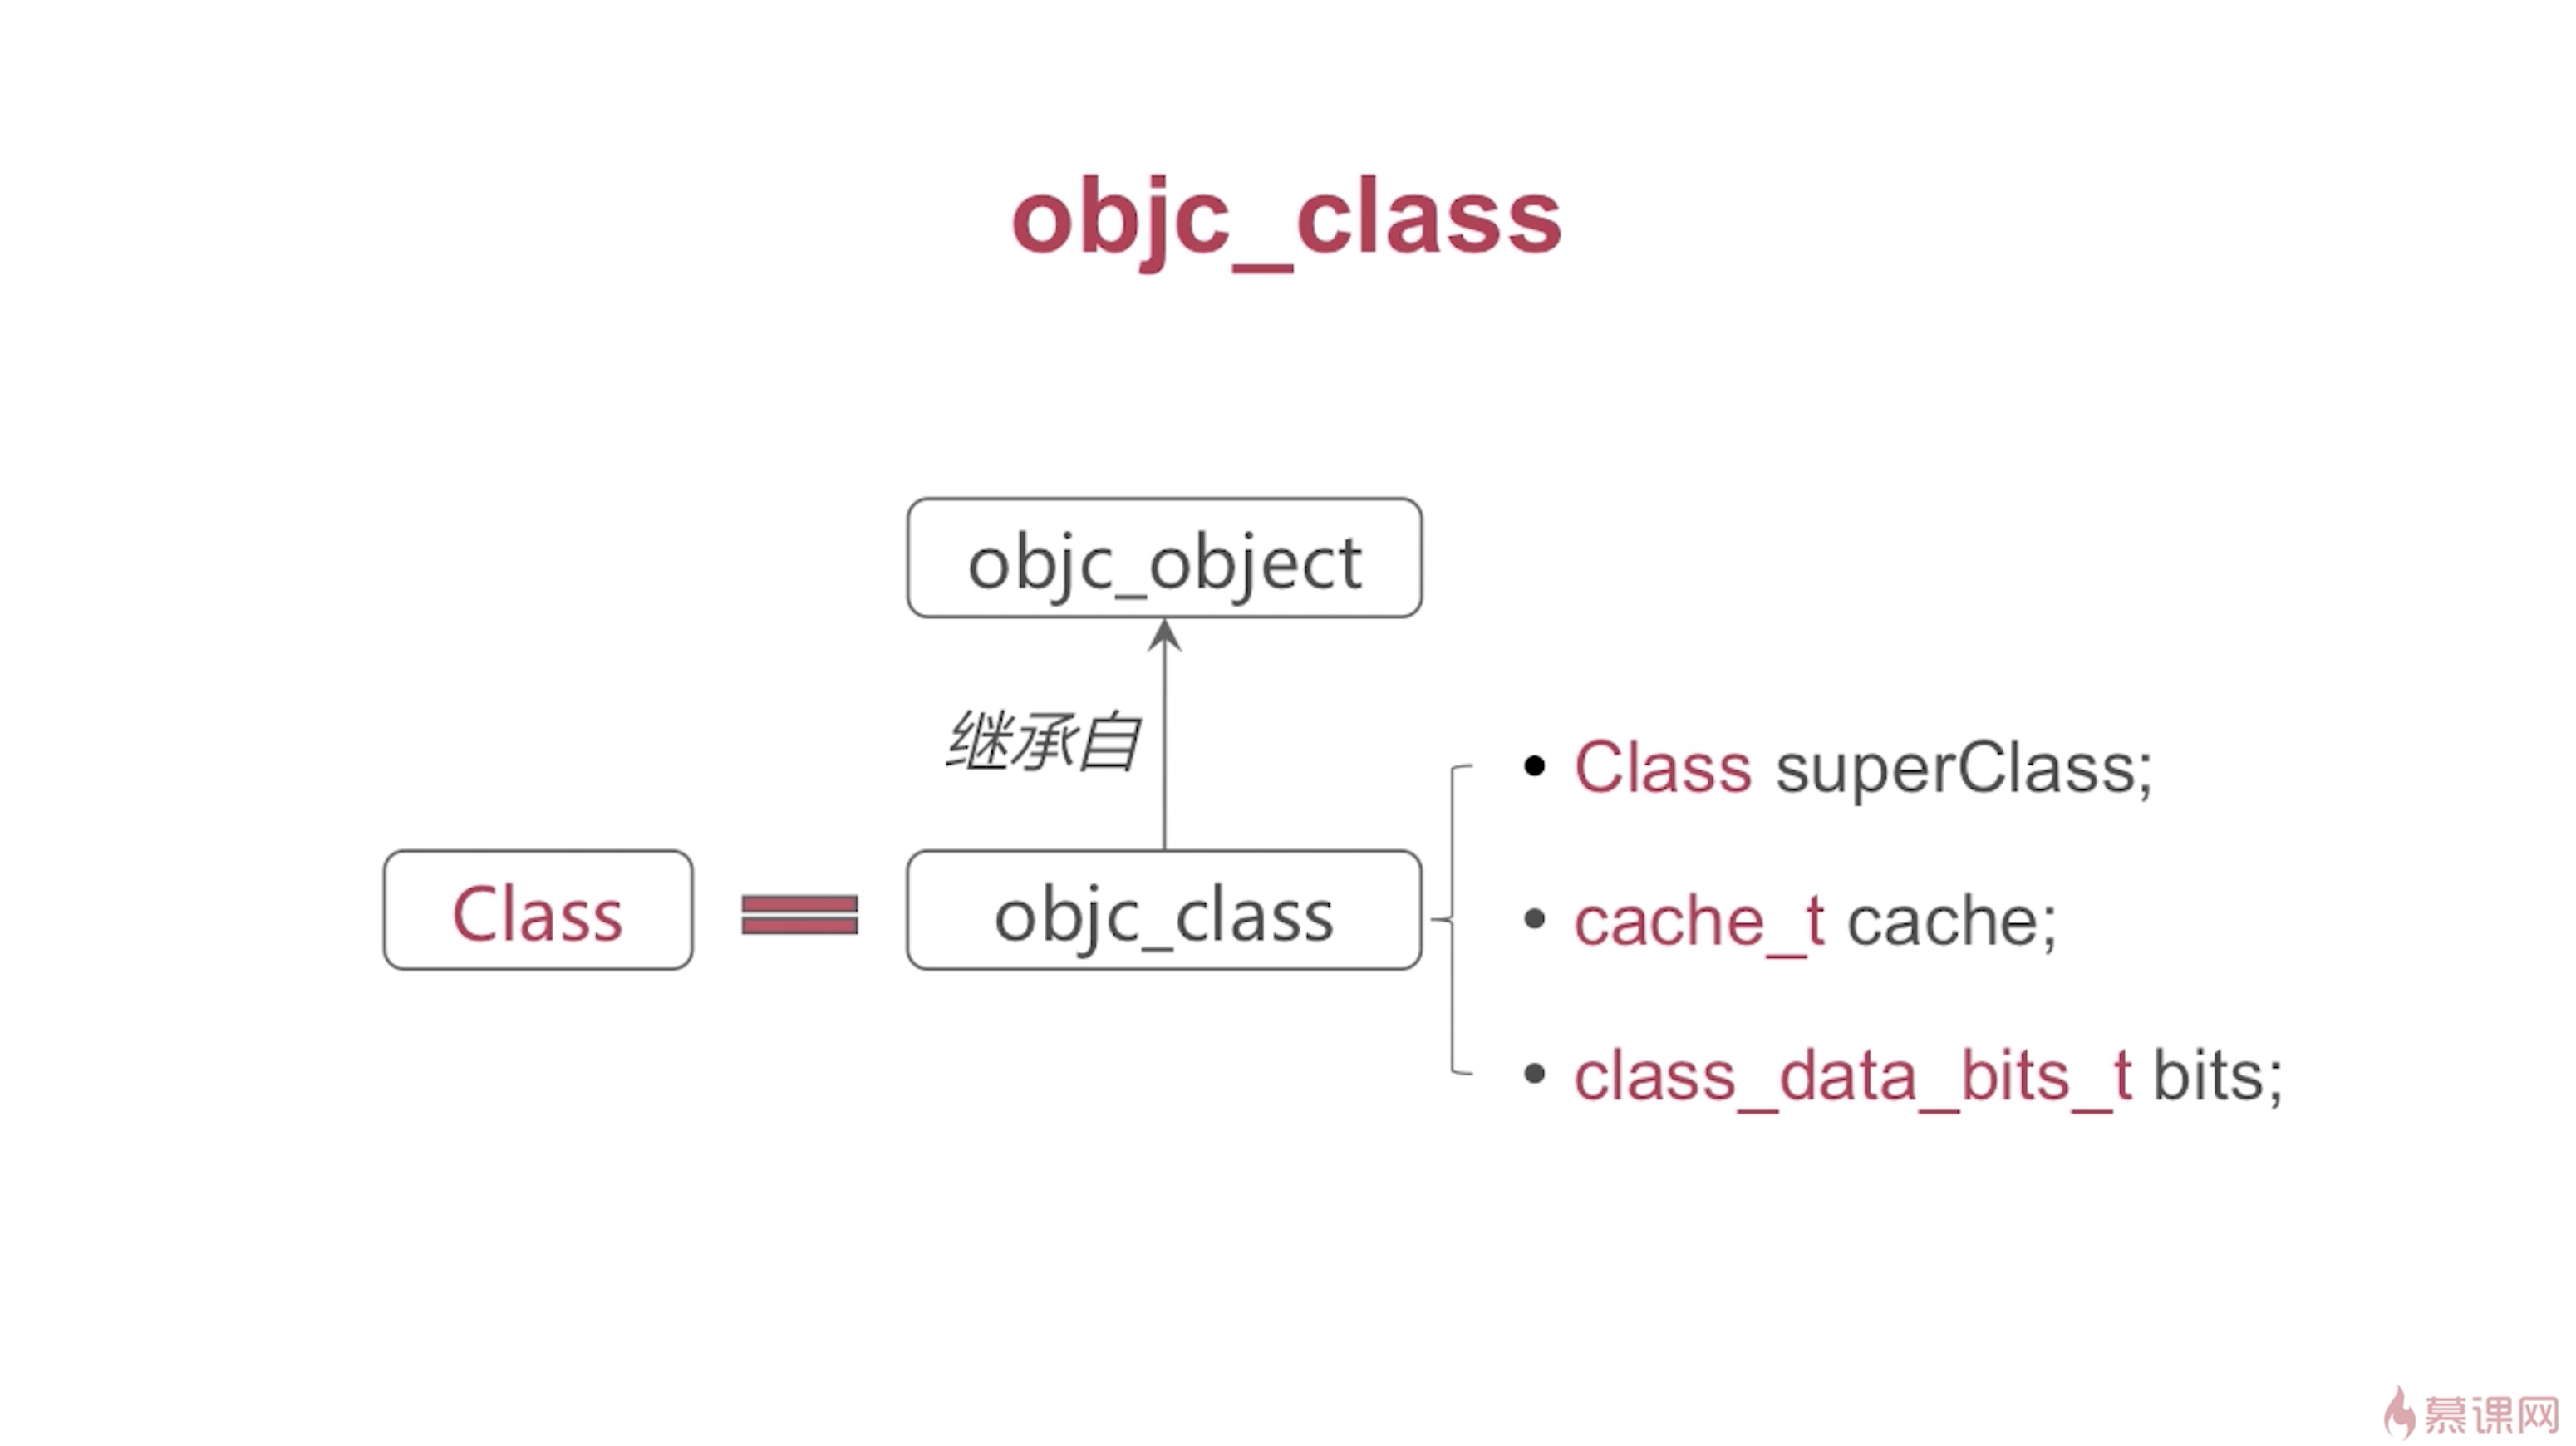 objc_class
objc_object
继承自
Class
objc_class
• Class superClass;
• cache_t cache;
• class_data_bits_t bits;
慕课网